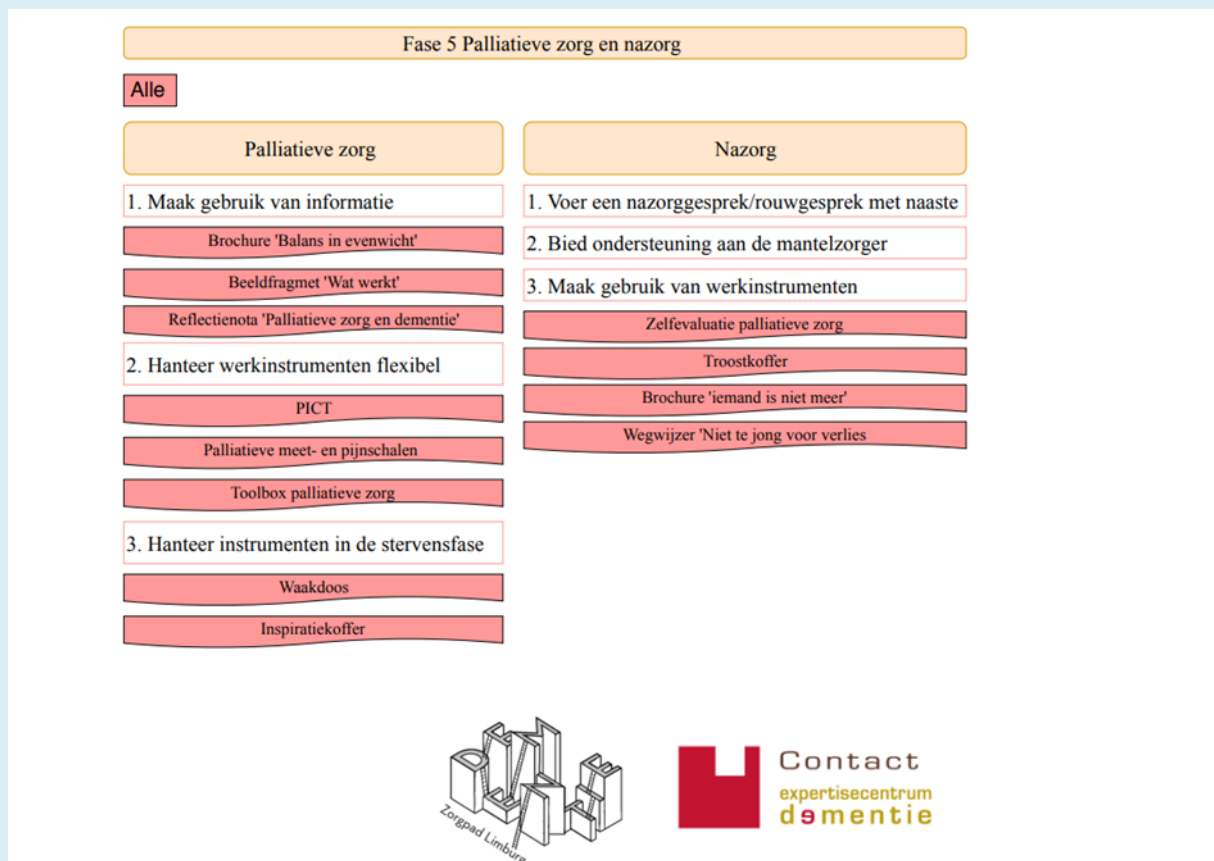 Fase 5 Palliatieve zorg en nazorg
Alle
Palliatieve zorg
1. Maak gebruik van informatie
Brochure 'Balans in evenwicht'
Beeldfragmet 'Wat werkt'
Reflectienota 'Palliatieve zorg en dementie'
2. Hanteer werkinstrumenten flexibel
PICT
Palliatieve meet- en pijnschalen
Toolbox palliatieve zorg
3. Hanteer instrumenten in de stervensfase
Waakdoos
Inspiratiekoffer
Nazorg
1. Voer een nazorggesprek/rouwgesprek met naaste
2. Bied ondersteuning aan de mantelzorger
3. Maak gebruik van werkinstrumenten
Zelfevaluatie palliatieve zorg
Troostkoffer
Brochure 'iemand is niet meer'
Wegwijzer 'Niet te jong voor verlies
DEMENTIE
Zorgpad Limburg
Contact
expertisecentrum
dementie